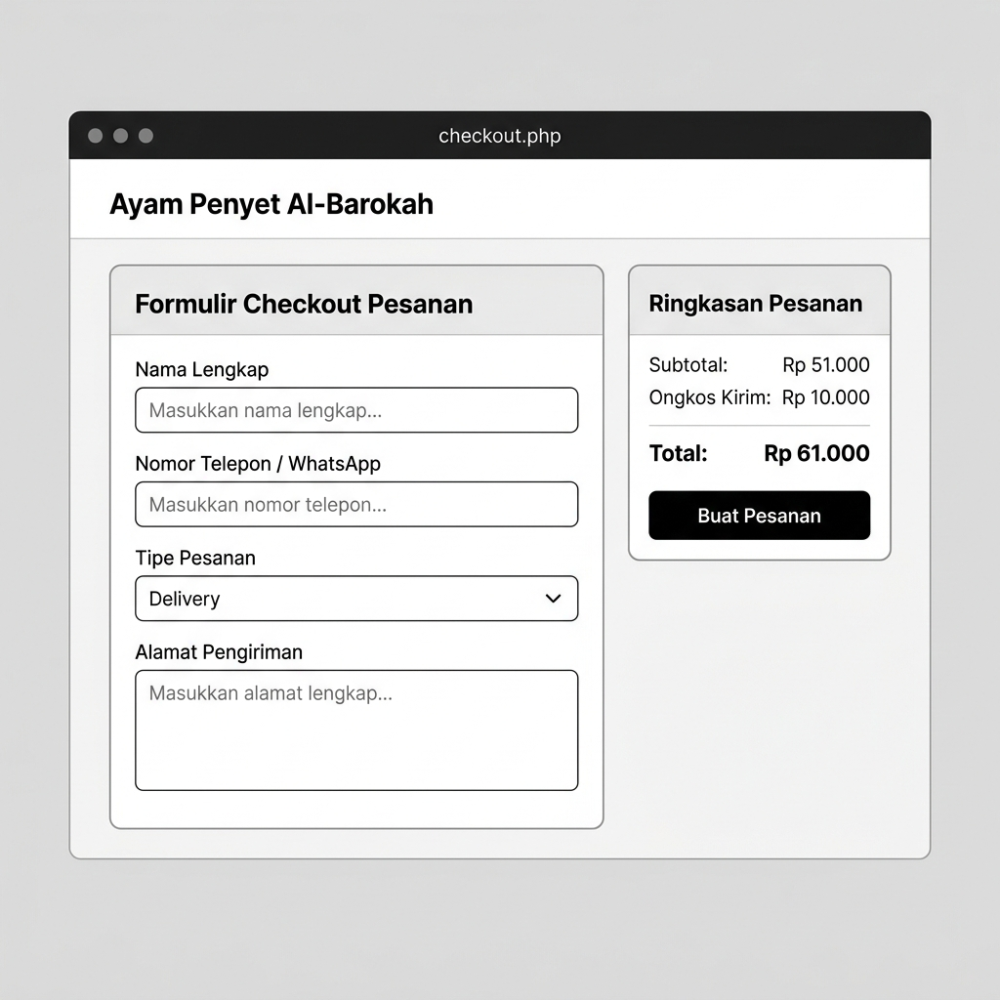 checkout.php
Ayam Penyet Al-Barokah
Formulir Checkout Pesanan
Nama Lengkap
Masukkan nama lengkap...
Nomor Telepon / WhatsApp
Masukkan nomor telepon...
Tipe Pesanan
Delivery
Alamat Pengiriman
Masukkan alamat lengkap...
Ringkasan Pesanan
Subtotal: Rp 51.000
Ongkos Kirim: Rp 10.000
Total: Rp 61.000
Buat Pesanan